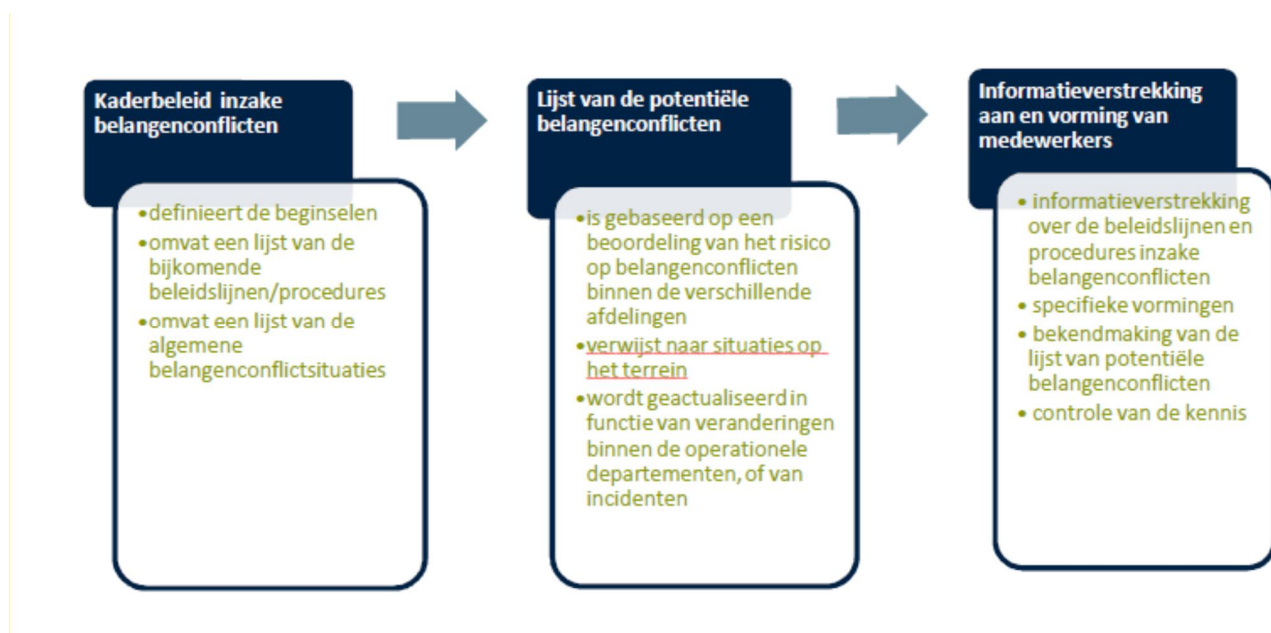 Kaderbeleid inzake
belangenconflicten
•definieert de beginselen
•omvat een lijst van de
bijkomende
beleidslijnen/procedures
•omvat een lijst van de
algemene
belangenconflictsituaties
Lijst van de potentiële
belangenconflicten
•is gebaseerd op een
beoordeling van het risico
op belangenconflicten
binnen de verschillende
afdelingen
•verwijst naar situaties op
het terrein
•wordt geactualiseerd in
functie van veranderingen
binnen de operationele
departementen, of van
incidenten
Informatieverstrekking
aan en vorming van
medewerkers
• informatieverstrekking
over de beleidslijnen en
procedures inzake
belangenconflicten
• specifieke vormingen
• bekendmaking van de
lijst van potentiële
belangenconflicten
• controle van de kennis